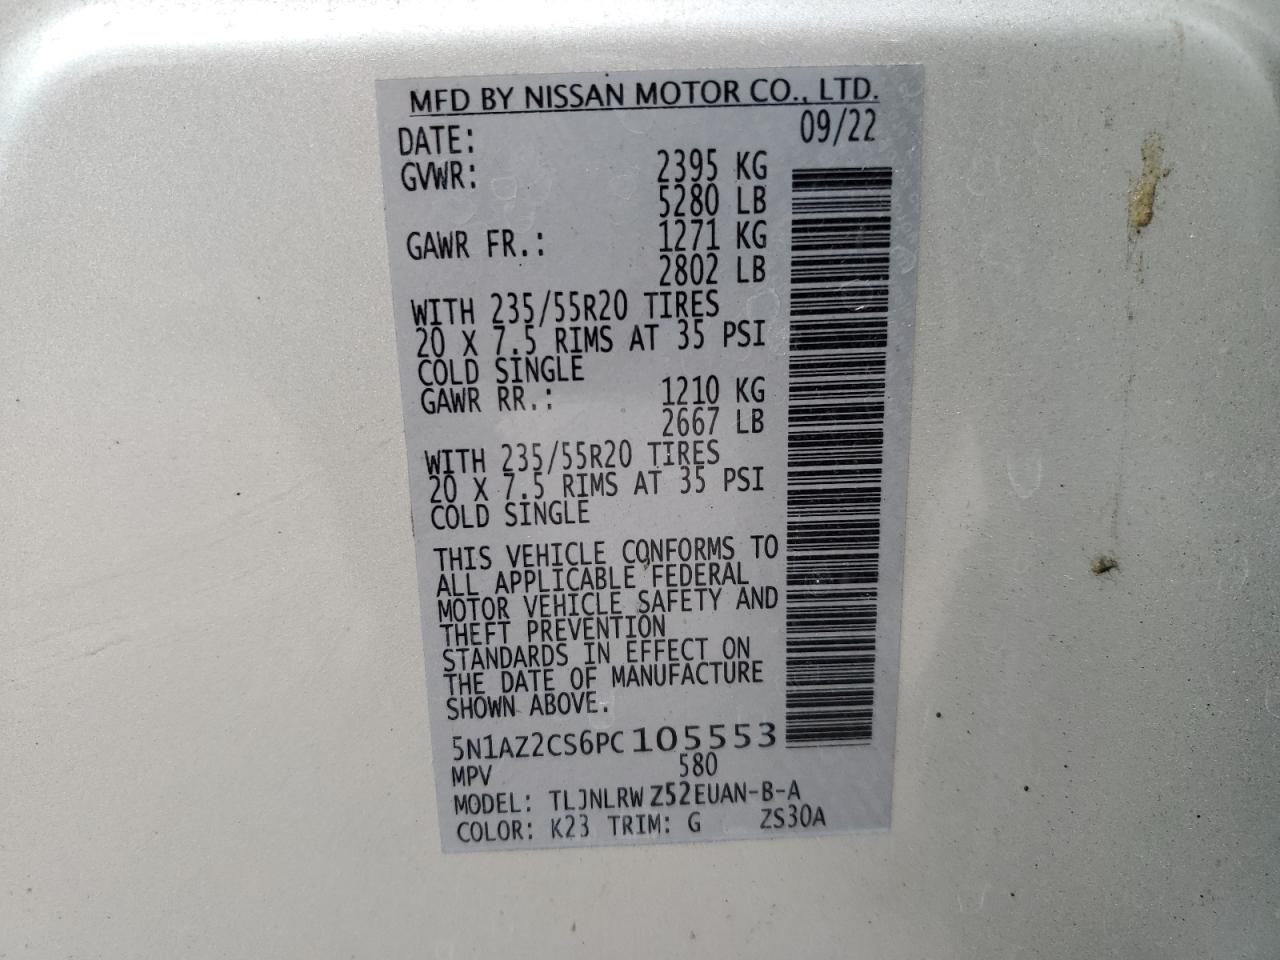 MFD BY NISSAN MOTOR CO., LTD.
DATE: 09/22
GVWR: 2395 KG
5280 LB
GAWR FR.: 1271 KG
2802 LB
WITH 235/55R20 TIRES
20 X 7.5 RIMS AT 35 PSI
COLD SINGLE
GAWR RR.: 1210 KG
2667 LB
WITH 235/55R20 TIRES
20 X 7.5 RIMS AT 35 PSI
COLD SINGLE
THIS VEHICLE CONFORMS TO
ALL APPLICABLE FEDERAL
MOTOR VEHICLE SAFETY AND
THEFT PREVENTION
STANDARDS IN EFFECT ON
THE DATE OF MANUFACTURE
SHOWN ABOVE.
5N1AZ2CS6PC105553
MPV 580
MODEL: TLJNLRW Z52EUAN-B-A
COLOR: K23 TRIM: G ZS30A